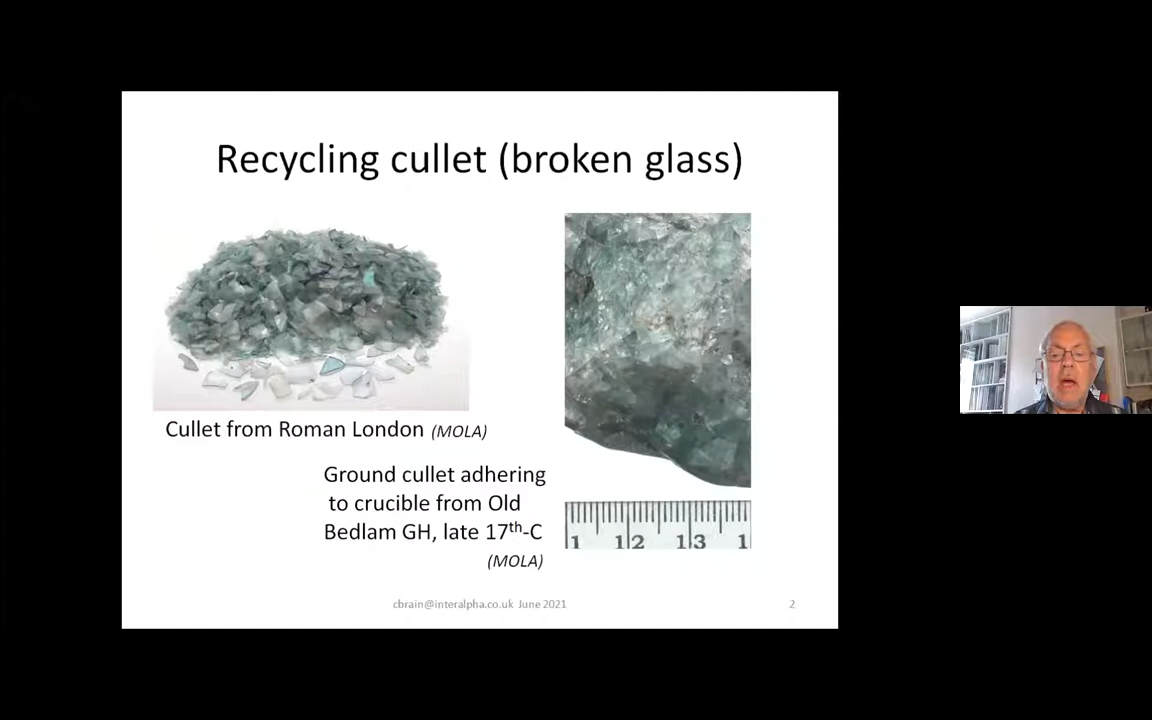 Recycling cullet (broken glass)
Cullet from Roman London (MOLA)
Ground cullet adhering
to crucible from Old
Bedlam GH, late 17th-C
(MOLA)
1 12 13 1
cbrain@interalpha.co.uk June 2021
2